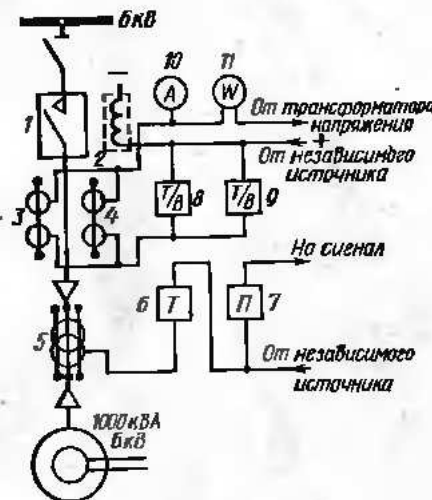 6кв
10
11
А
W
От трансформатора
напряжения
1
2
+
От независимого
источника
3
4
Т/В
8
Т/В
9
На сигнал
6
Т
П
7
5
От независимого
источника
1000кВА
6кв